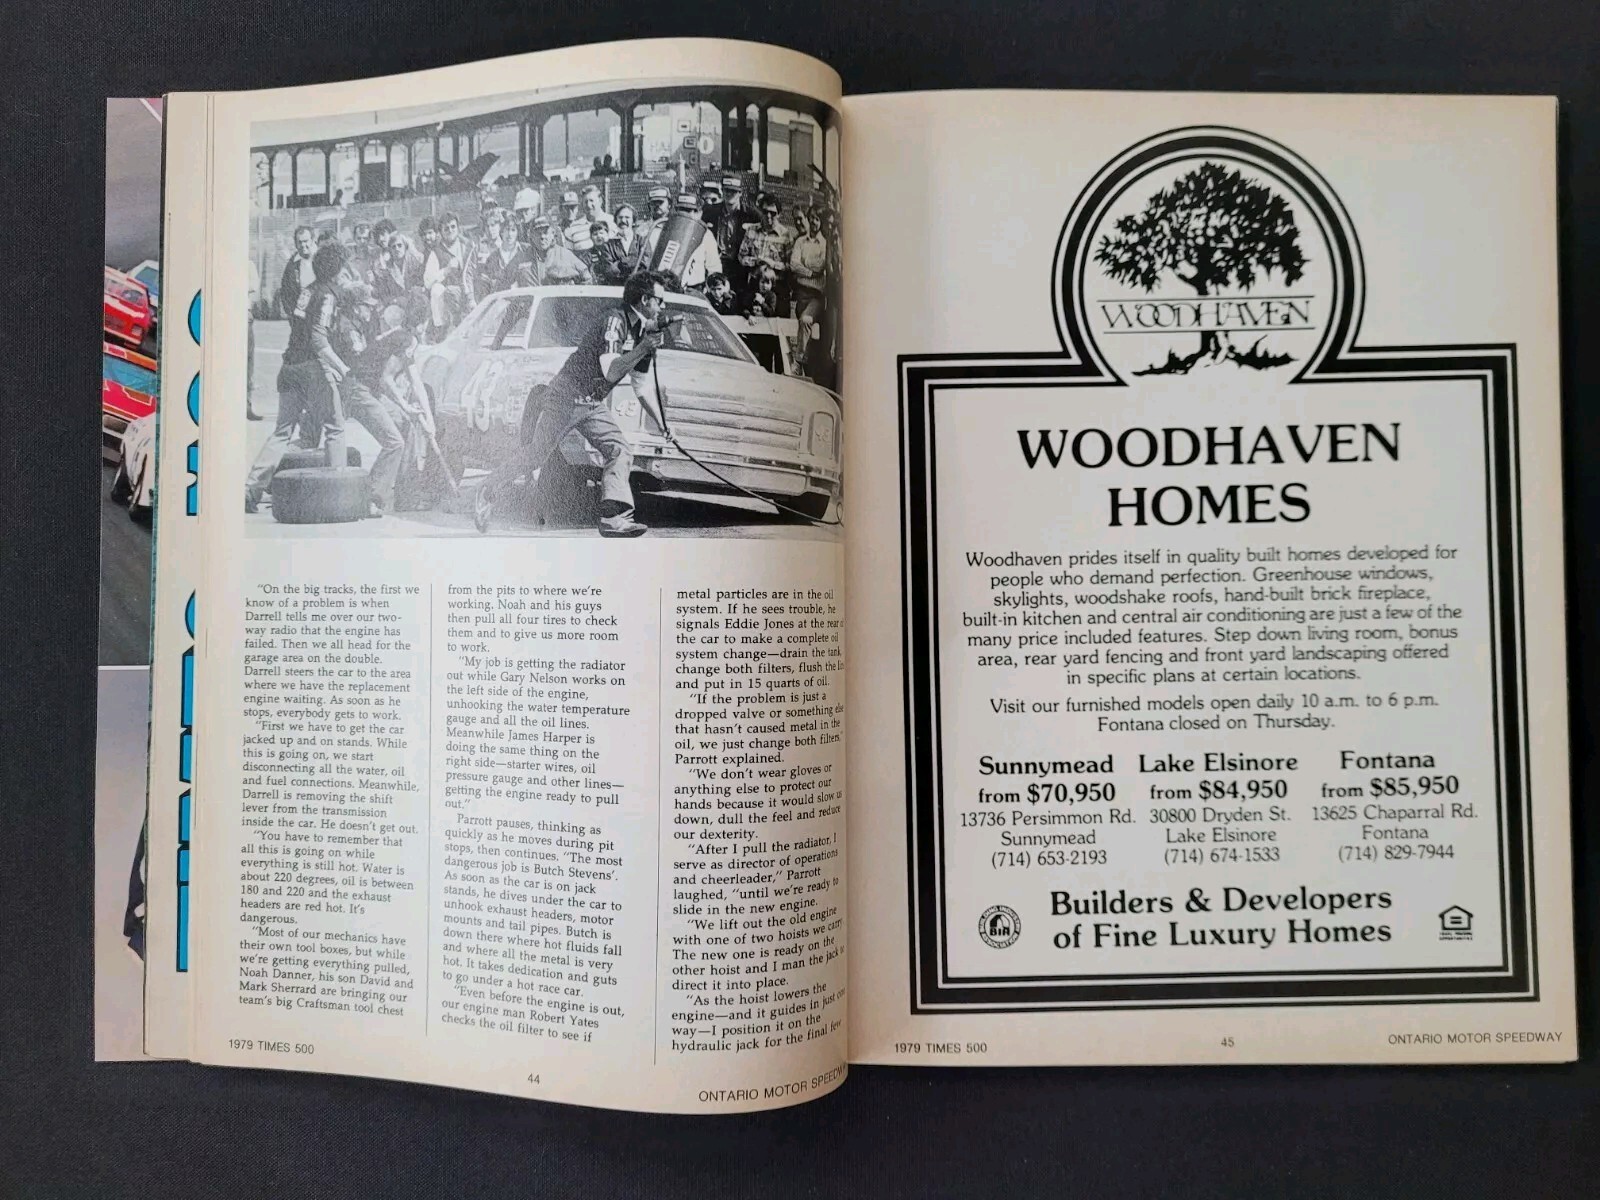 43
"On the big tracks, the first we
know of a problem is when
Darrell tells me over our two-
way radio that the engine has
failed. Then we all head for the
garage area on the double.
Darrell steers the car to the area
where we have the replacement
engine waiting. As soon as he
stops, everybody gets to work.
"First we have to get the car
jacked up and on stands. While
this is going on, we start
disconnecting all the water, oil
and fuel connections. Meanwhile,
Darrell is removing the shift
lever from the transmission
inside the car. He doesn't get out.
"You have to remember that
all this is going on while
everything is still hot. Water is
about 220 degrees, oil is between
180 and 220 and the exhaust
headers are red hot. It's
dangerous.
"Most of our mechanics have
their own tool boxes, but while
we're getting everything pulled,
Noah Danner, his son David and
Mark Sherrard are bringing our
team's big Craftsman tool chest
from the pits to where we're
working. Noah and his guys
then pull all four tires to check
them and to give us more room
to work.
"My job is getting the radiator
out while Gary Nelson works on
the left side of the engine,
unhooking the water temperature
gauge and all the oil lines.
Meanwhile James Harper is
doing the same thing on the
right side—starter wires, oil
pressure gauge and other lines—
getting the engine ready to pull
out."
Parrott pauses, thinking as
quickly as he moves during pit
stops, then continues. "The most
dangerous job is Butch Stevens'.
As soon as the car is on jack
stands, he dives under the car to
unhook exhaust headers, motor
mounts and tail pipes. Butch is
down there where hot fluids fall
and where all the metal is very
hot. It takes dedication and guts
to go under a hot race car.
"Even before the engine is out,
our engine man Robert Yates
checks the oil filter to see if
metal particles are in the oil
system. If he sees trouble, he
signals Eddie Jones at the rear of
the car to make a complete oil
system change—drain the tank,
change both filters, flush the
and put in 15 quarts of oil.
"If the problem is just a
dropped valve or something else
that hasn't caused metal in the
oil, we just change both filters,"
Parrott explained.
"We don't wear gloves or
anything else to protect our
hands because it would slow us
down, dull the feel and reduce
our dexterity.
"After I pull the radiator, I
serve as director of operations
and cheerleader," Parrott
laughed, "until we're ready to
slide in the new engine.
"We lift out the old engine
with one of two hoists we carry
The new one is ready on the
other hoist and I man the jack to
direct it into place.
"As the hoist lowers the
engine—and it guides in just one
way—I position it on the
hydraulic jack for the final few
1979 TIMES 500
44
ONTARIO MOTOR SPEEDWAY
WOODHAVEN
WOODHAVEN
HOMES
Woodhaven prides itself in quality built homes developed for
people who demand perfection. Greenhouse windows,
skylights, woodshake roofs, hand-built brick fireplace,
built-in kitchen and central air conditioning are just a few of the
many price included features. Step down living room, bonus
area, rear yard fencing and front yard landscaping offered
in specific plans at certain locations.
Visit our furnished models open daily 10 a.m. to 6 p.m.
Fontana closed on Thursday.
Sunnymead
from $70,950
13736 Persimmon Rd.
Sunnymead
(714) 653-2193
Lake Elsinore
from $84,950
30800 Dryden St.
Lake Elsinore
(714) 674-1533
Fontana
from $85,950
13625 Chaparral Rd.
Fontana
(714) 829-7944
BIA
Builders & Developers
of Fine Luxury Homes
1979 TIMES 500
45
ONTARIO MOTOR SPEEDWAY